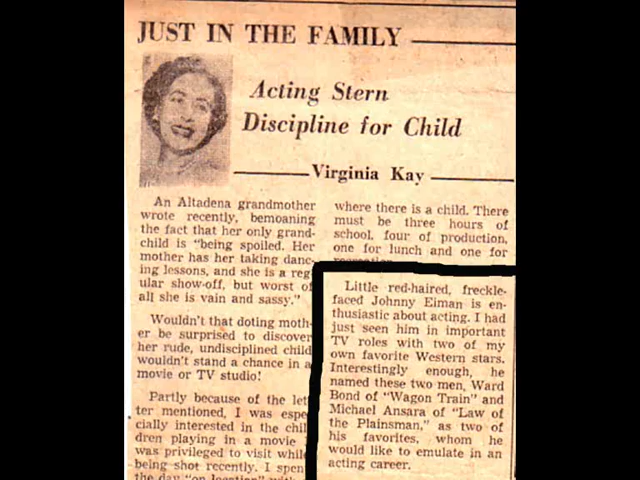 JUST IN THE FAMILY
Acting Stern
Discipline for Child
Virginia Kay
An Altadena grandmother
wrote recently, bemoaning
the fact that her only grand-
child is "being spoiled. Her
mother has her taking danc-
ing lessons, and she is a reg-
ular show-off, but worst of
all she is vain and sassy."
Wouldn't that doting moth-
er be surprised to discover
her rude, undisciplined child
wouldn't stand a chance in a
movie or TV studio!
Partly because of the let-
ter mentioned, I was espe-
cially interested in the chil-
dren playing in a movie I
was privileged to visit while
being shot recently. I spent
the day "on location" with
where there is a child. There
must be three hours of
school, four of production,
one for lunch and one for
recreation.
Little red-haired, freckle-
faced Johnny Eiman is en-
thusiastic about acting. I had
just seen him in important
TV roles with two of my
own favorite Western stars.
Interestingly enough, he
named these two men, Ward
Bond of "Wagon Train" and
Michael Ansara of "Law of
the Plainsman," as two of
his favorites, whom he
would like to emulate in an
acting career.